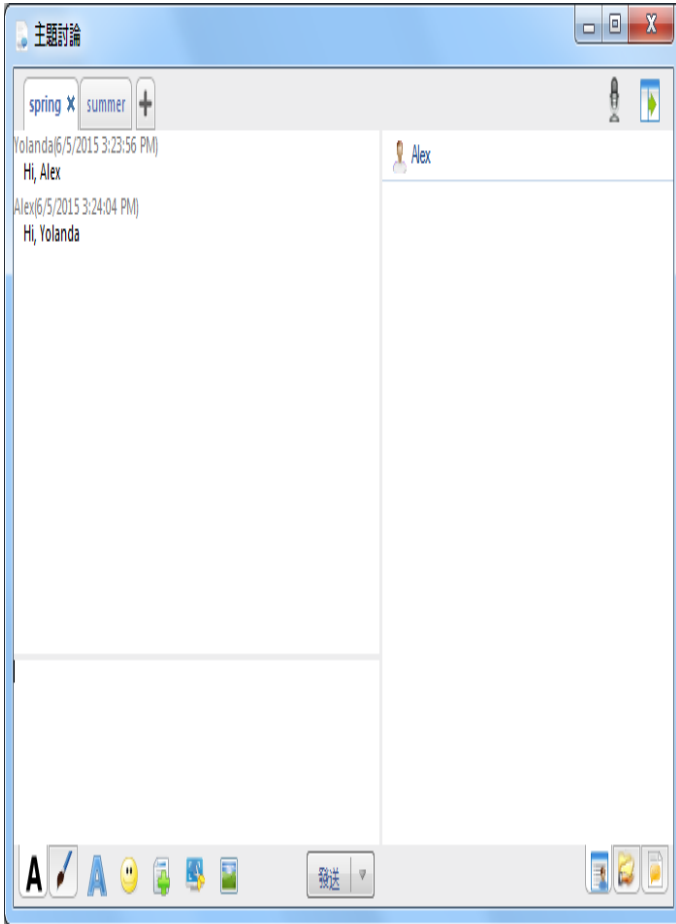 主題討論
spring summer
Yolanda(6/5/2015 3:23:56 PM)
Hi, Alex
Alex(6/5/2015 3:24:04 PM)
Hi, Yolanda
Alex
A A
發送